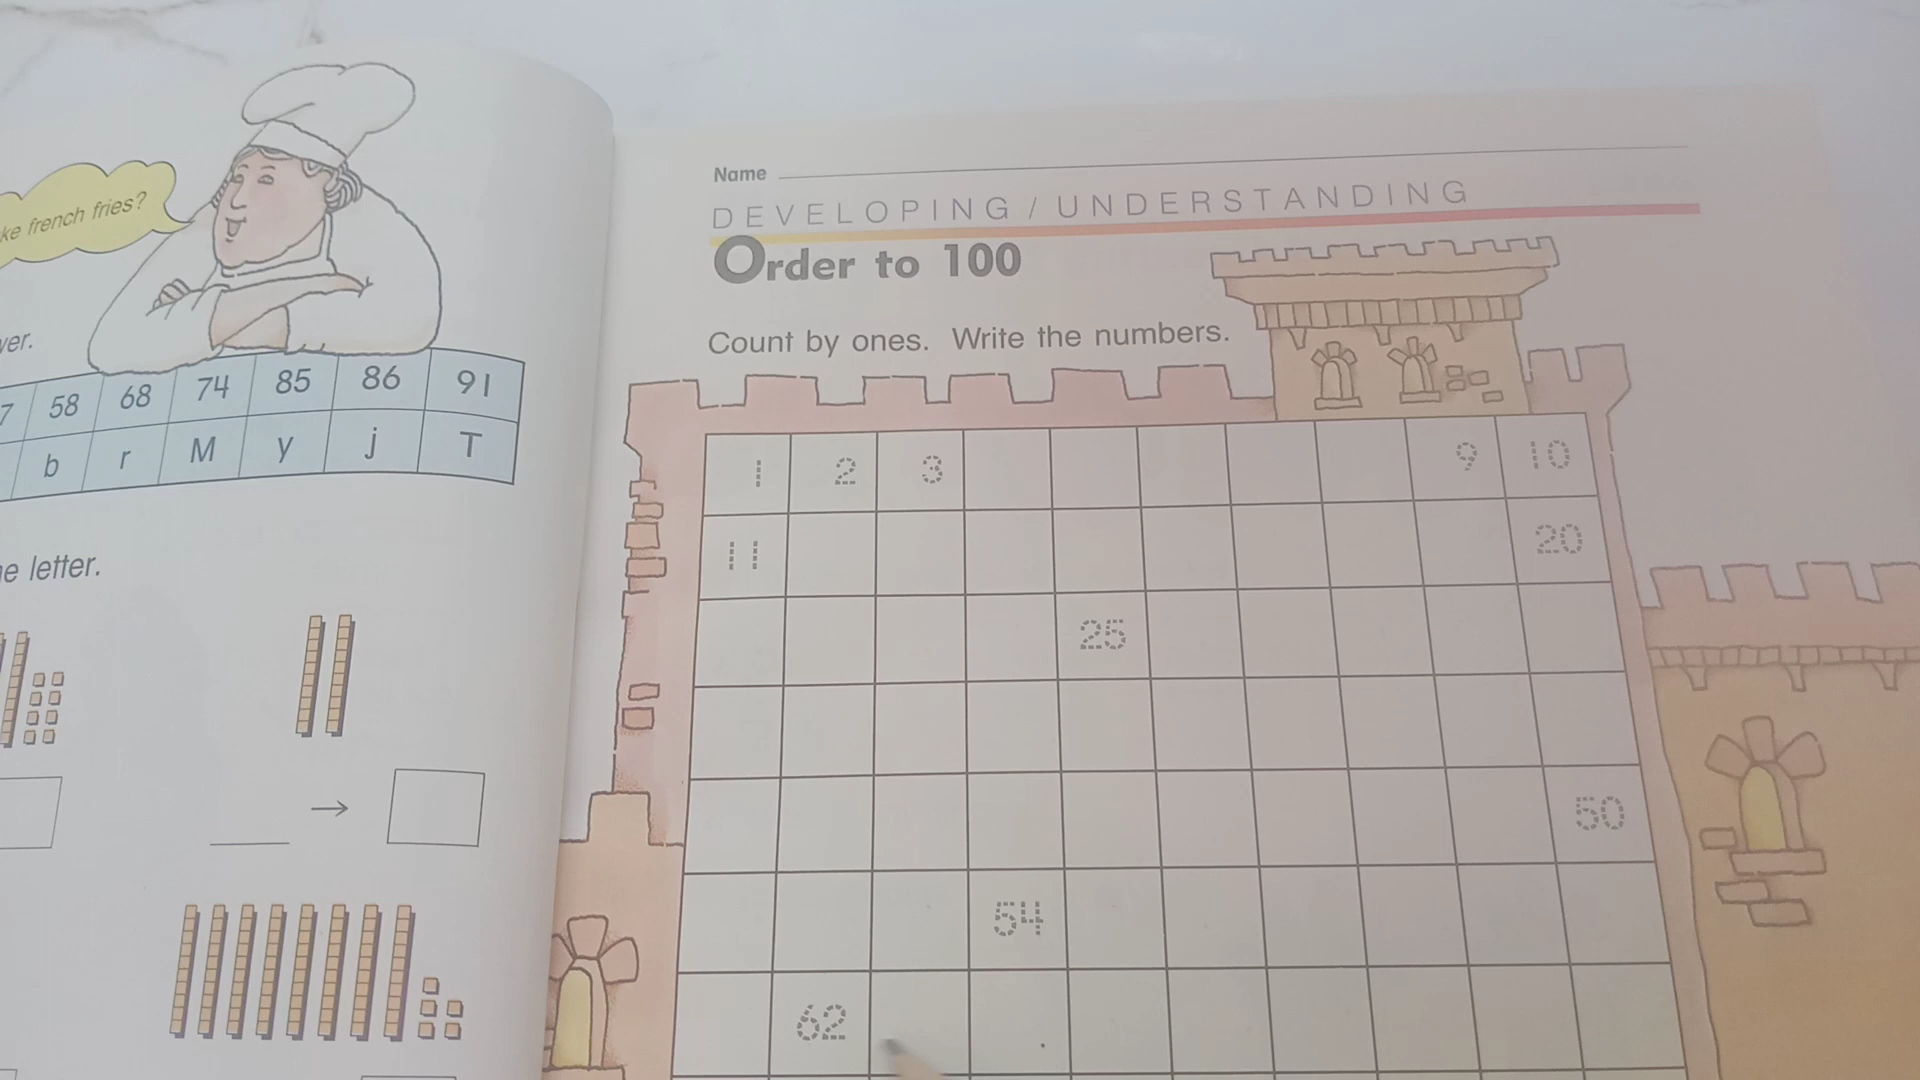 ke french fries?
ver.
7 58 68 74 85 86 91
b r M y j T
e letter.
Name
DEVELOPING / UNDERSTANDING
Order to 100
Count by ones. Write the numbers.
1 2 3 9 10
11 20
25
50
54
62